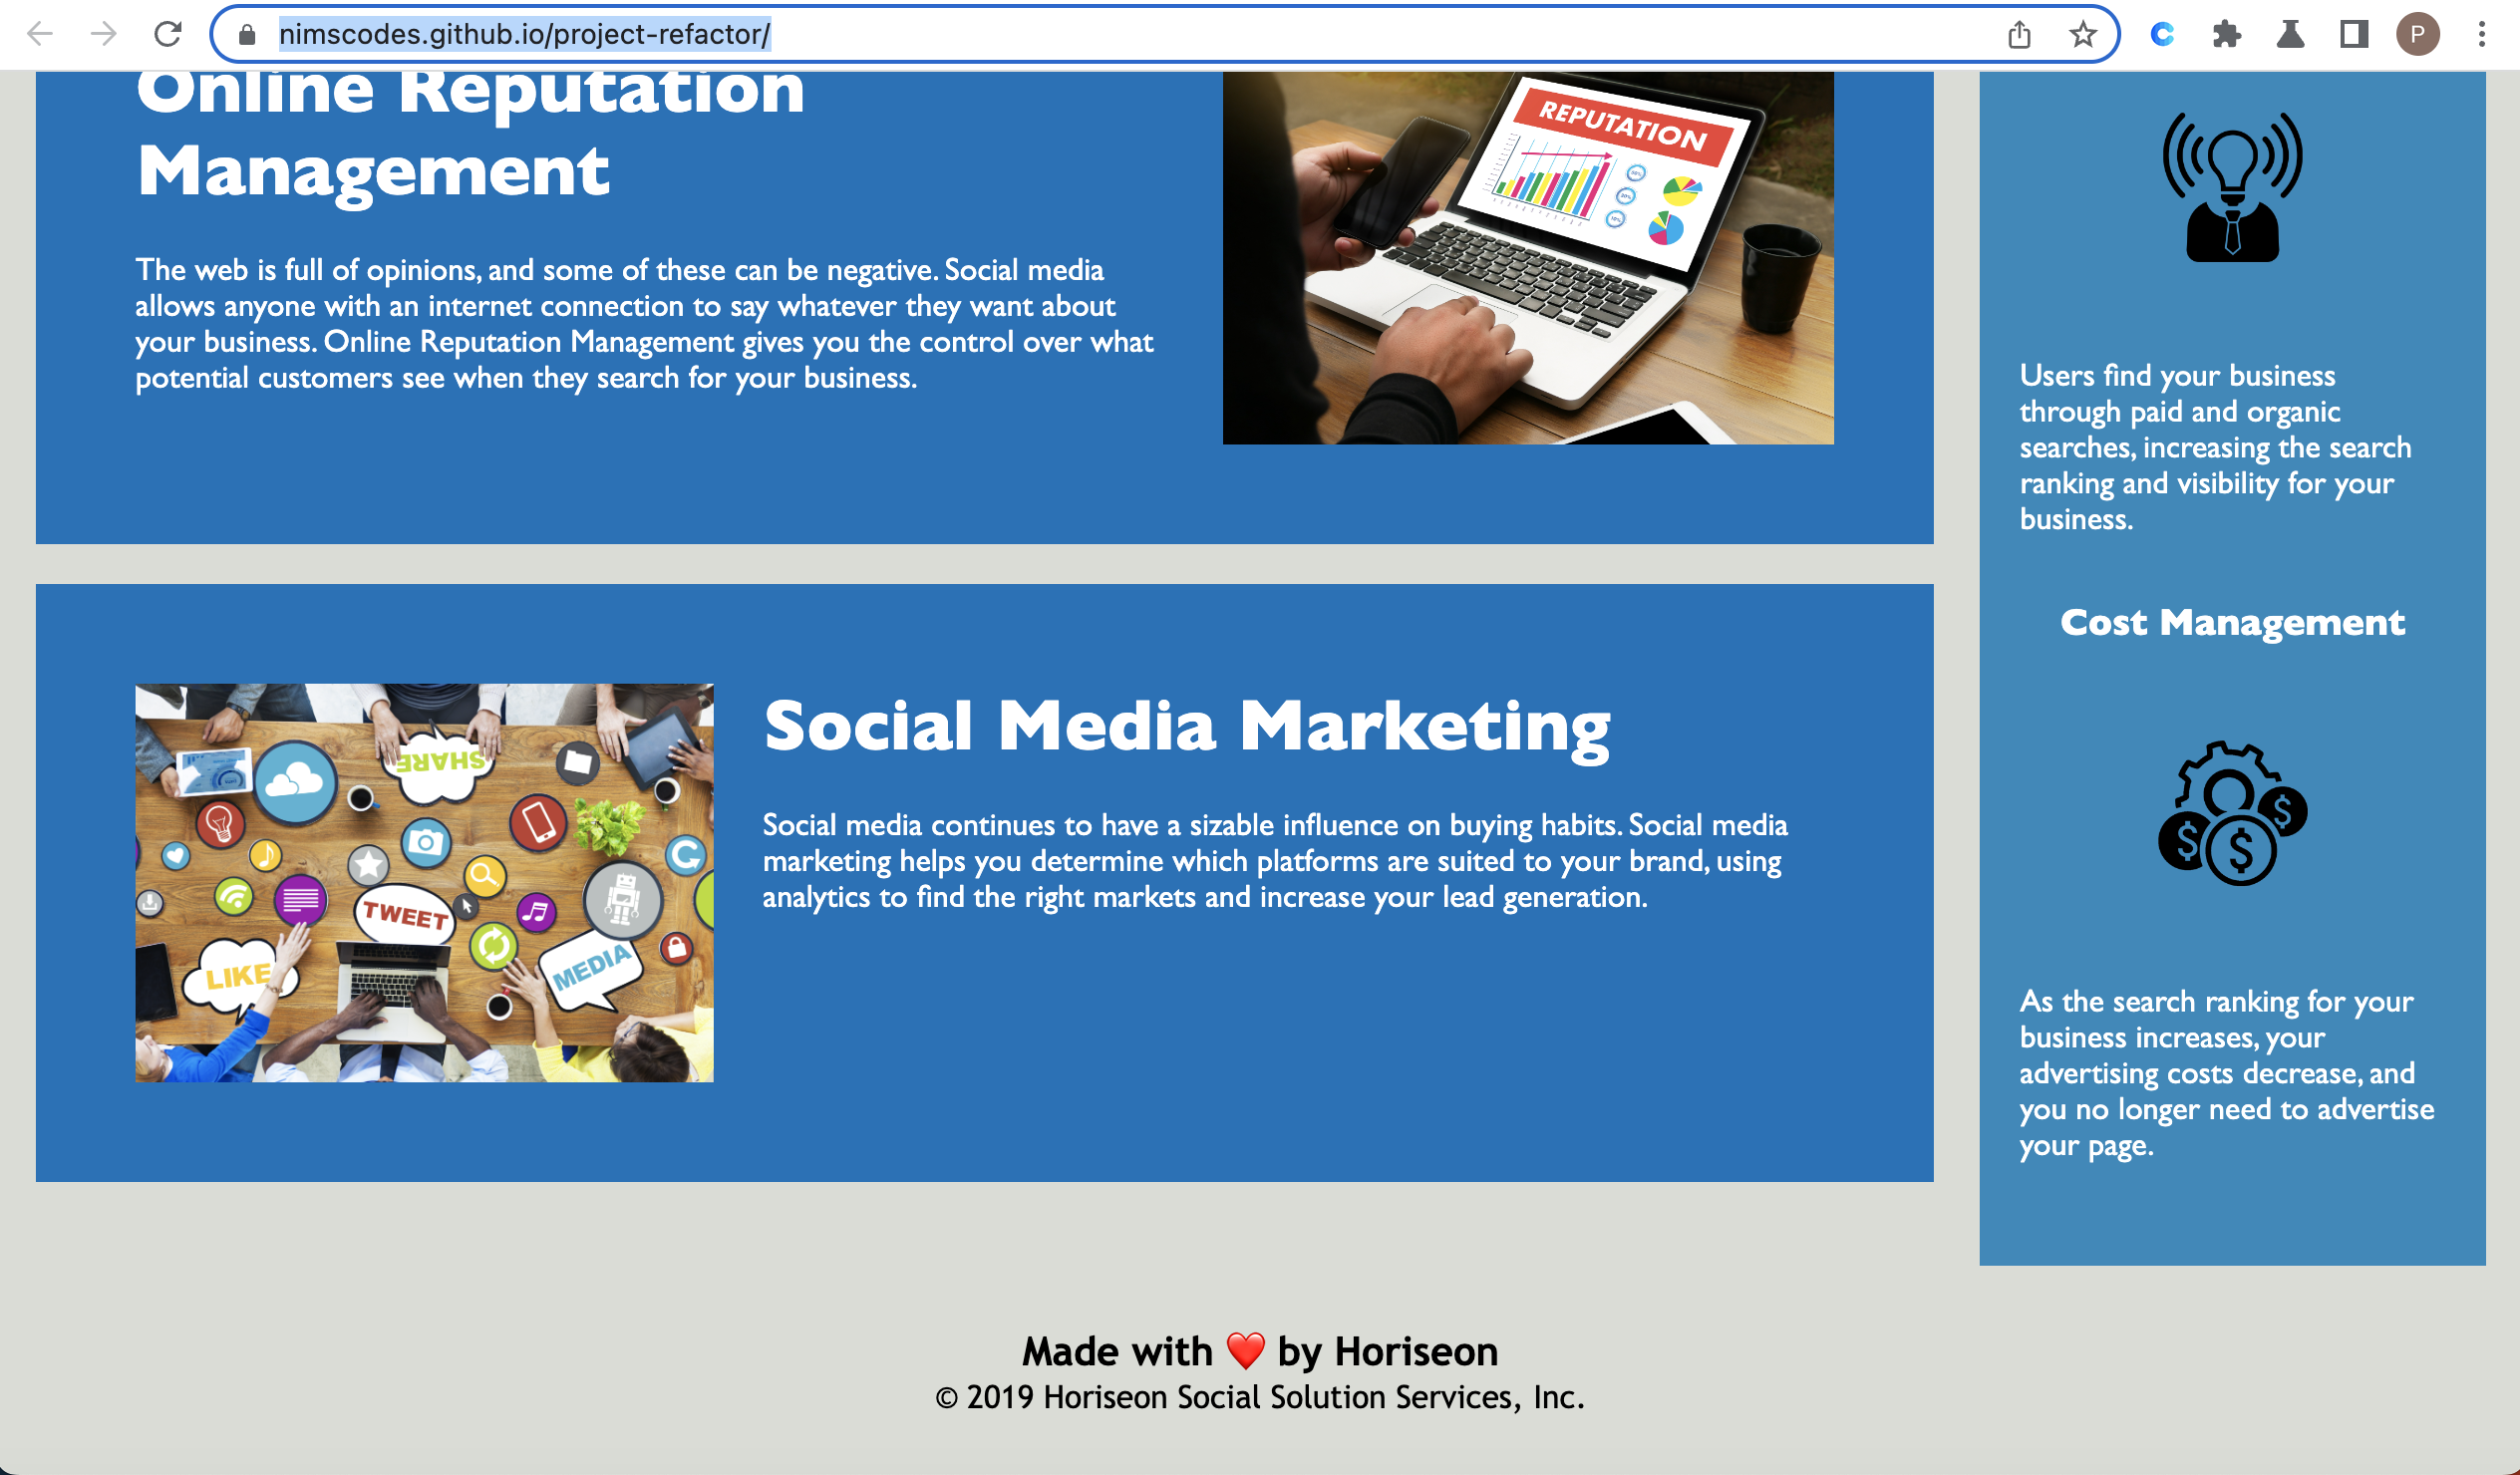 nimscodes.github.io/project-refactor/
P
Online Reputation
Management
The web is full of opinions, and some of these can be negative. Social media
allows anyone with an internet connection to say whatever they want about
your business. Online Reputation Management gives you the control over what
potential customers see when they search for your business.
REPUTATION
Users find your business
through paid and organic
searches, increasing the search
ranking and visibility for your
business.
Cost Management
SHARE
TWEET
LIKE
MEDIA
Social Media Marketing
Social media continues to have a sizable influence on buying habits. Social media
marketing helps you determine which platforms are suited to your brand, using
analytics to find the right markets and increase your lead generation.
$ $ $
As the search ranking for your
business increases, your
advertising costs decrease, and
you no longer need to advertise
your page.
Made with ❤️ by Horiseon
© 2019 Horiseon Social Solution Services, Inc.